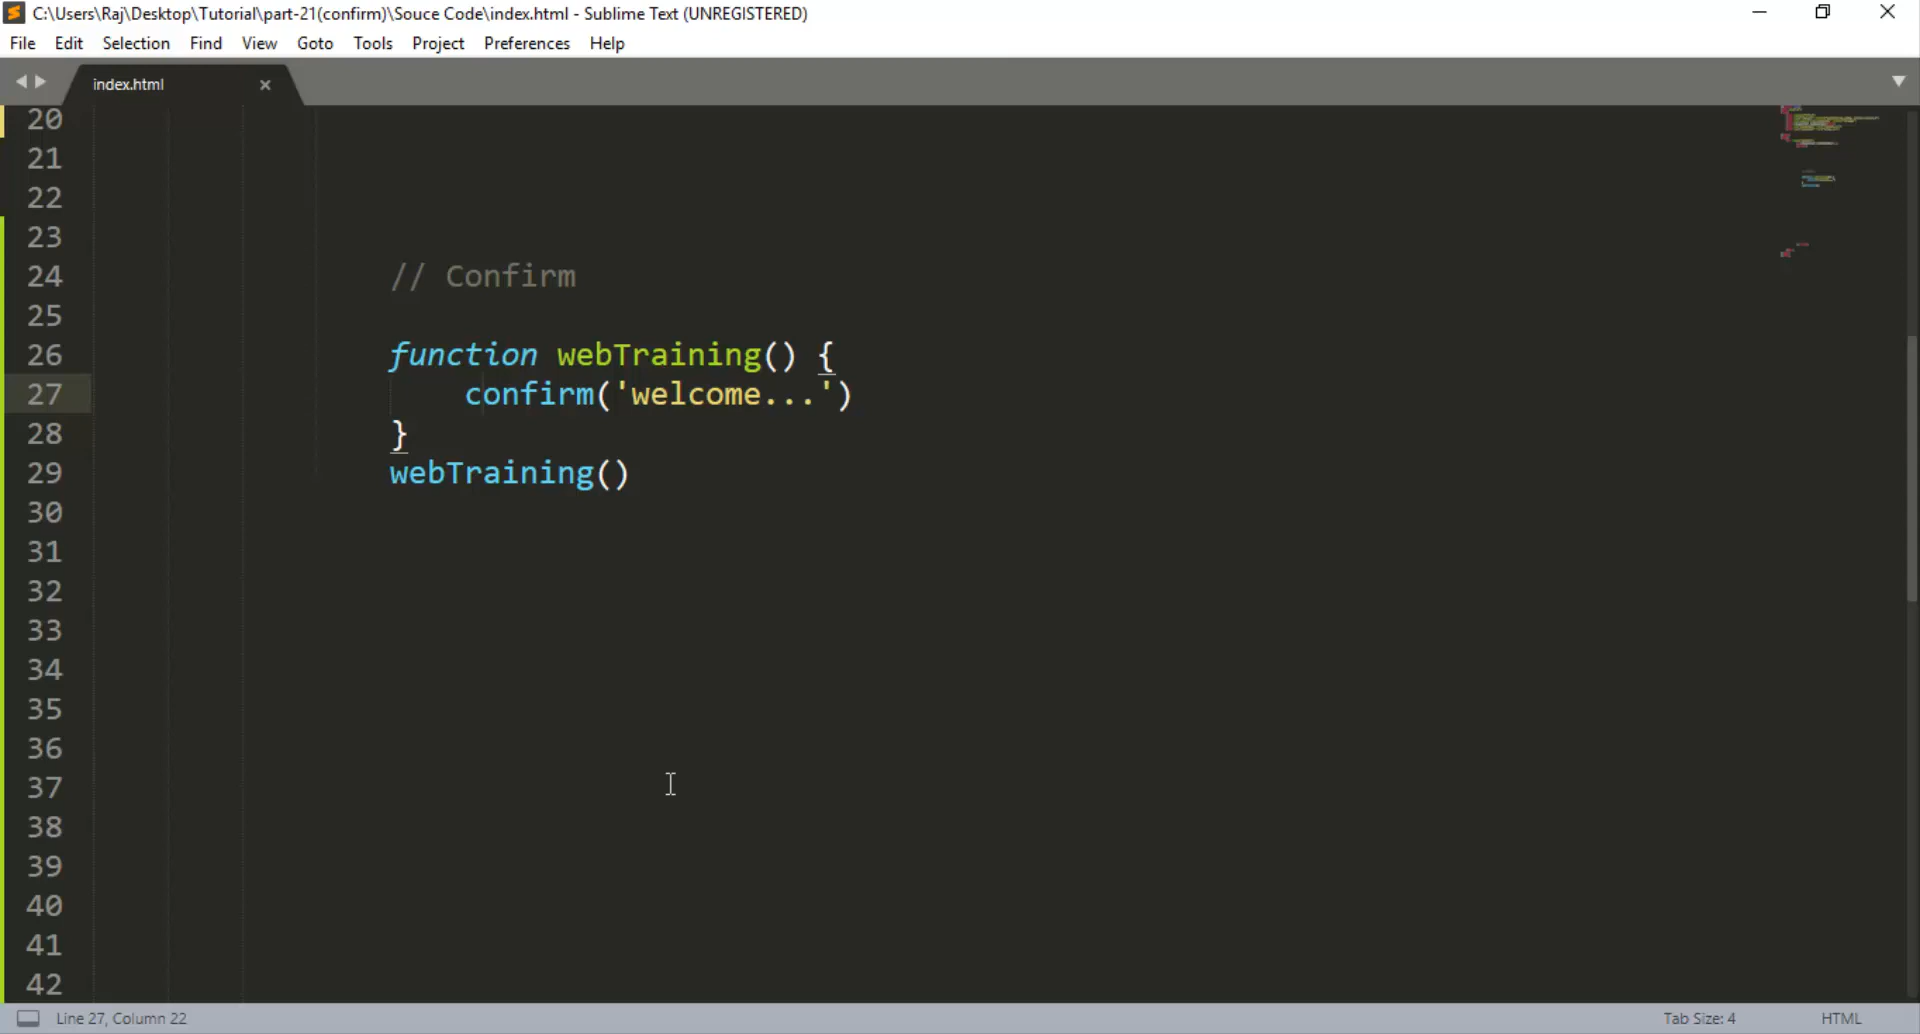 C:\Users\Raj\Desktop\Tutorial\part-21(confirm)\Souce Code\index.html - Sublime Text (UNREGISTERED)
File Edit Selection Find View Goto Tools Project Preferences Help
index.html
20
21
22
23
24 // Confirm
25
26 function webTraining() {
27 confirm('welcome...')
28 }
29 webTraining()
30
31
32
33
34
35
36
37
38
39
40
41
42
Line 27, Column 22 Tab Size: 4 HTML